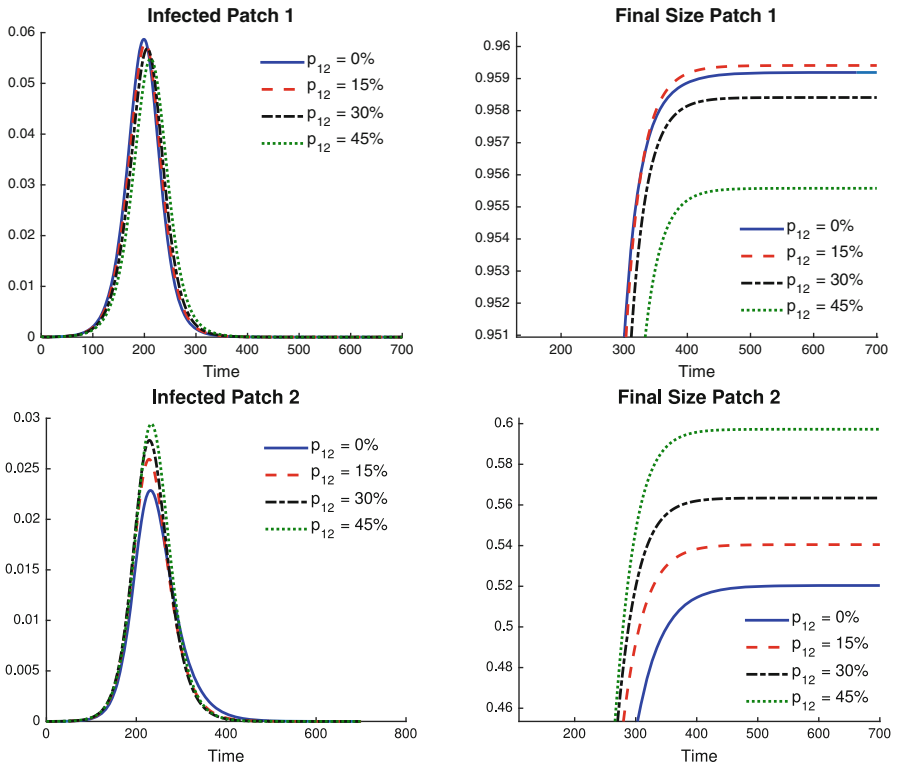 Infected Patch 1
0.06
0.05
0.04
0.03
0.02
0.01
0
0 100 200 300 400 500 600 700
Time
p12 = 0%
p12 = 15%
p12 = 30%
p12 = 45%
Final Size Patch 1
0.96
0.959
0.958
0.957
0.956
0.955
0.954
0.953
0.952
0.951
200 300 400 500 600 700
Time
p12 = 0%
p12 = 15%
p12 = 30%
p12 = 45%
Infected Patch 2
0.03
0.025
0.02
0.015
0.01
0.005
0
0 200 400 600 800
Time
p12 = 0%
p12 = 15%
p12 = 30%
p12 = 45%
Final Size Patch 2
0.6
0.58
0.56
0.54
0.52
0.5
0.48
0.46
200 300 400 500 600 700
Time
p12 = 0%
p12 = 15%
p12 = 30%
p12 = 45%